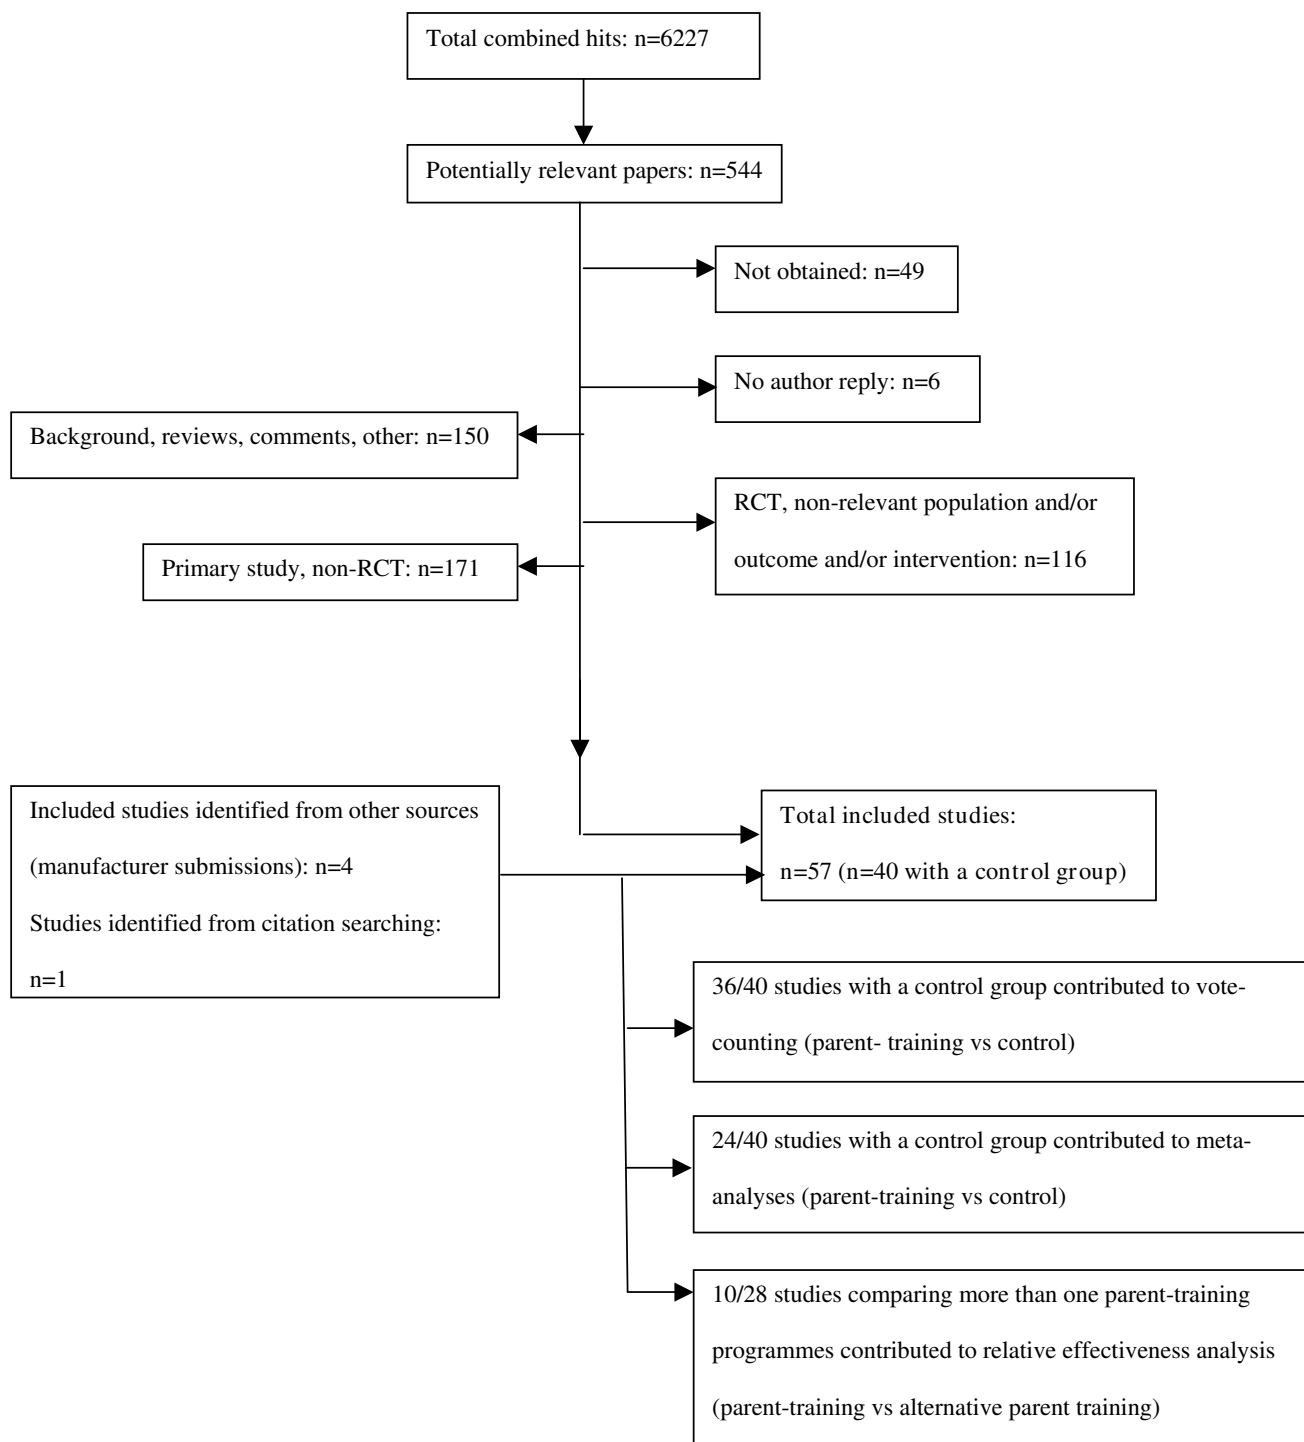 Total combined hits: n=6227
Potentially relevant papers: n=544
Not obtained: n=49
No author reply: n=6
Background, reviews, comments, other: n=150
RCT, non-relevant population and/or
outcome and/or intervention: n=116
Primary study, non-RCT: n=171
Included studies identified from other sources
(manufacturer submissions): n=4
Studies identified from citation searching:
n=1
Total included studies:
n=57 (n=40 with a control group)
36/40 studies with a control group contributed to vote-
counting (parent- training vs control)
24/40 studies with a control group contributed to meta-
analyses (parent-training vs control)
10/28 studies comparing more than one parent-training
programmes contributed to relative effectiveness analysis
(parent-training vs alternative parent training)